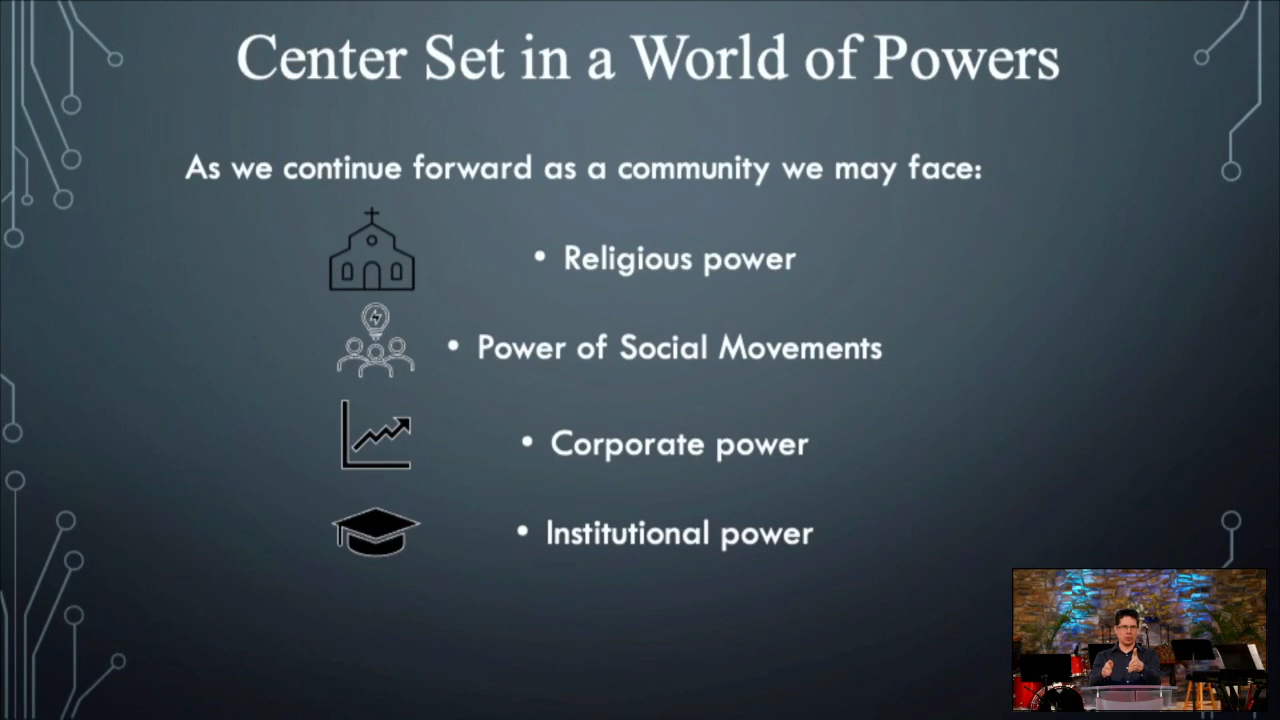 Center Set in a World of Powers
As we continue forward as a community we may face:
• Religious power
• Power of Social Movements
• Corporate power
• Institutional power